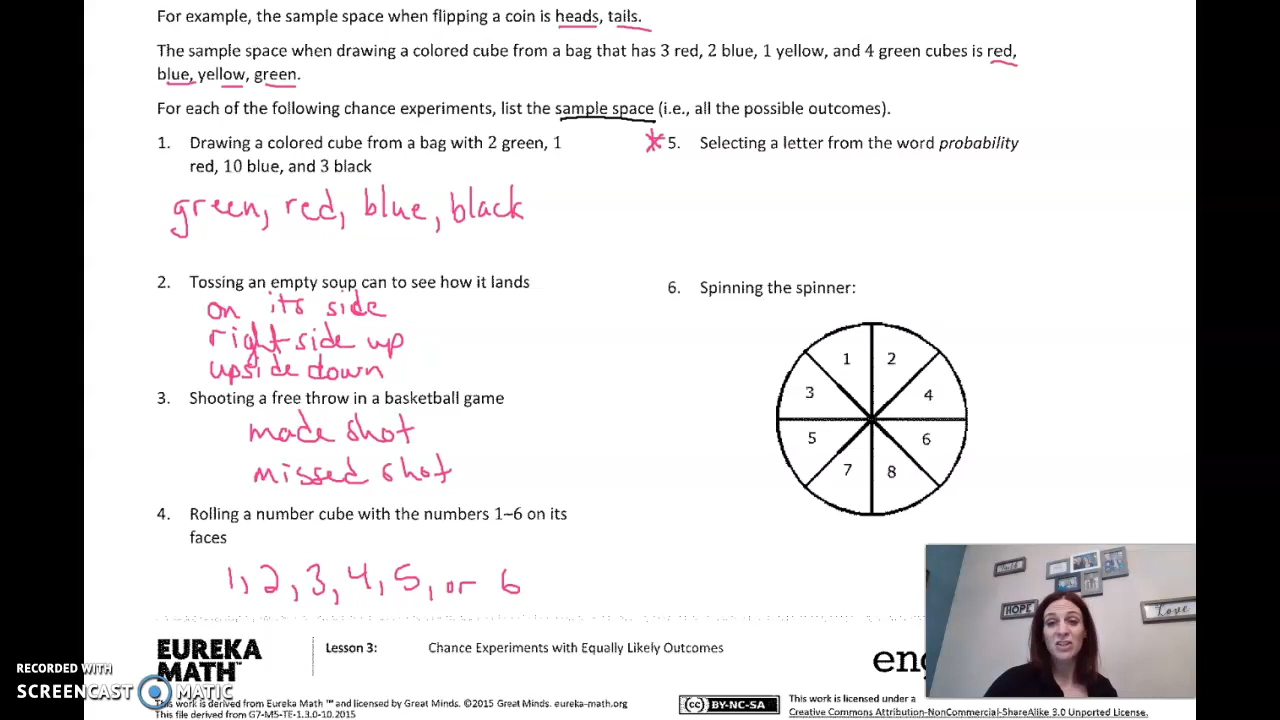 For example, the sample space when flipping a coin is heads, tails.
The sample space when drawing a colored cube from a bag that has 3 red, 2 blue, 1 yellow, and 4 green cubes is red,
blue, yellow, green.
For each of the following chance experiments, list the sample space (i.e., all the possible outcomes).
1. Drawing a colored cube from a bag with 2 green, 1
red, 10 blue, and 3 black
green, red, blue, black
2. Tossing an empty soup can to see how it lands
on its side
right side up
upside down
3. Shooting a free throw in a basketball game
made shot
missed shot
4. Rolling a number cube with the numbers 1–6 on its
faces
1, 2, 3, 4, 5, or 6
* 5. Selecting a letter from the word probability
6. Spinning the spinner:
1 2
3 4
5 6
7 8
HOPE
Love
EUREKA
MATH™
Lesson 3: Chance Experiments with Equally Likely Outcomes
eng
RECORDED WITH
SCREENCAST MATIC
This work is derived from Eureka Math ™ and licensed by Great Minds. ©2015 Great Minds. eureka-math.org
This file derived from G7-M5-TE-1.3.0-10.2015
(cc) BY-NC-SA
This work is licensed under a
Creative Commons Attribution-NonCommercial-ShareAlike 3.0 Unported License.